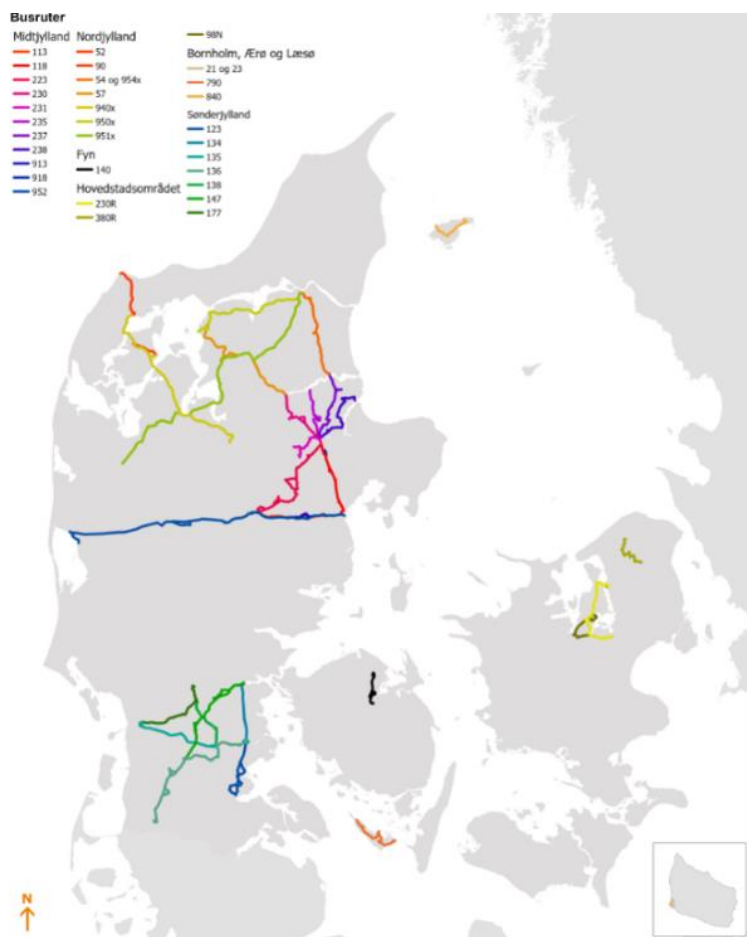 Busruter
Midtjylland
113
118
223
230
231
235
237
238
913
918
952
Nordjylland
52
90
54 og 954x
57
940x
950x
951x
Fyn
140
Hovedstadsområdet
230R
380R
98N
Bornholm, Ærø og Læsø
21 og 23
790
840
Sønderjylland
123
134
135
136
138
147
177
N